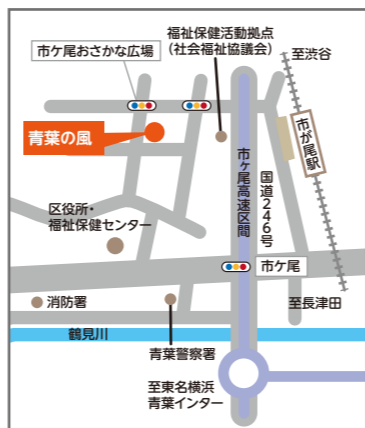 福祉保健活動拠点
(社会福祉協議会)
市ケ尾おさかな広場
至渋谷
青葉の風
市が尾駅
市ケ尾高速区間
国道246号
区役所・
福祉保健センター
市ケ尾
消防署
至長津田
鶴見川
青葉警察署
至東名横浜
青葉インター